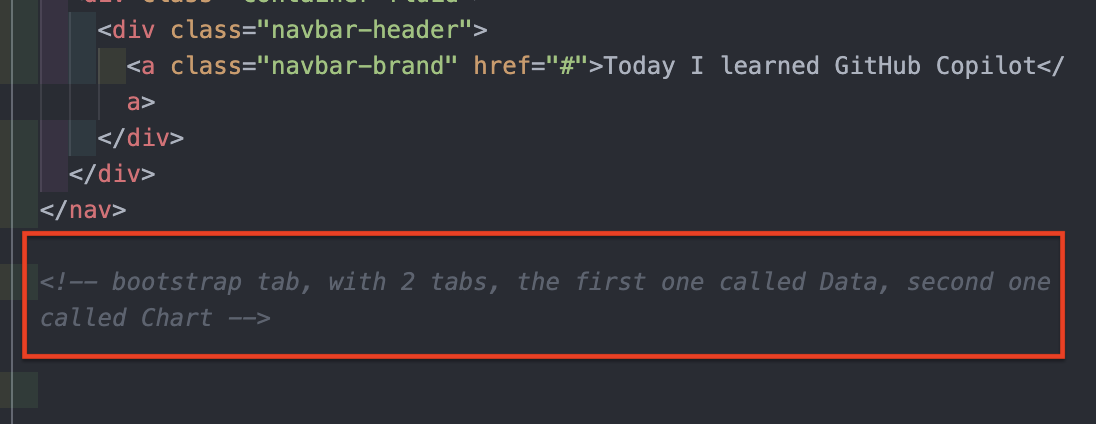 <div class="navbar-header">
<a class="navbar-brand" href="#">Today I learned GitHub Copilot</
a>
</div>
</div>
</nav>
<!-- bootstrap tab, with 2 tabs, the first one called Data, second one
called Chart -->